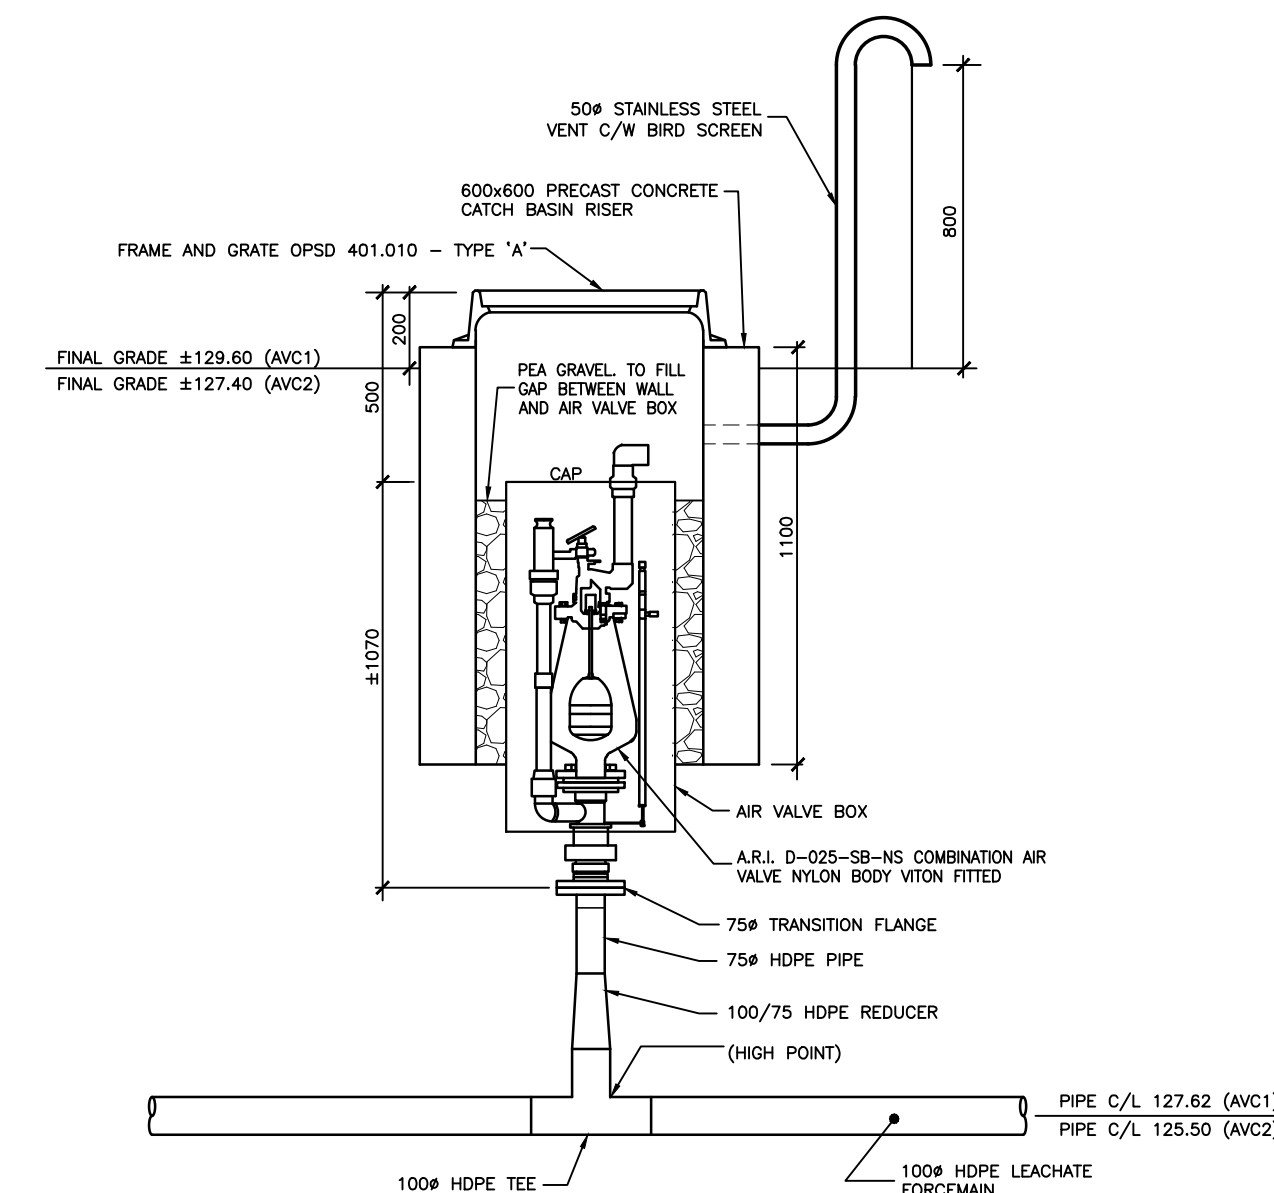 50ø STAINLESS STEEL
VENT C/W BIRD SCREEN
600x600 PRECAST CONCRETE
CATCH BASIN RISER
800
FRAME AND GRATE OPSD 401.010 – TYPE 'A'
200
FINAL GRADE ±129.60 (AVC1)
FINAL GRADE ±127.40 (AVC2)
500
PEA GRAVEL. TO FILL
GAP BETWEEN WALL
AND AIR VALVE BOX
CAP
1100
±1070
AIR VALVE BOX
A.R.I. D–025–SB–NS COMBINATION AIR
VALVE NYLON BODY VITON FITTED
75ø TRANSITION FLANGE
75ø HDPE PIPE
100/75 HDPE REDUCER
(HIGH POINT)
PIPE C/L 127.62 (AVC1)
PIPE C/L 125.50 (AVC2)
100ø HDPE TEE
100ø HDPE LEACHATE
FORCEMAIN